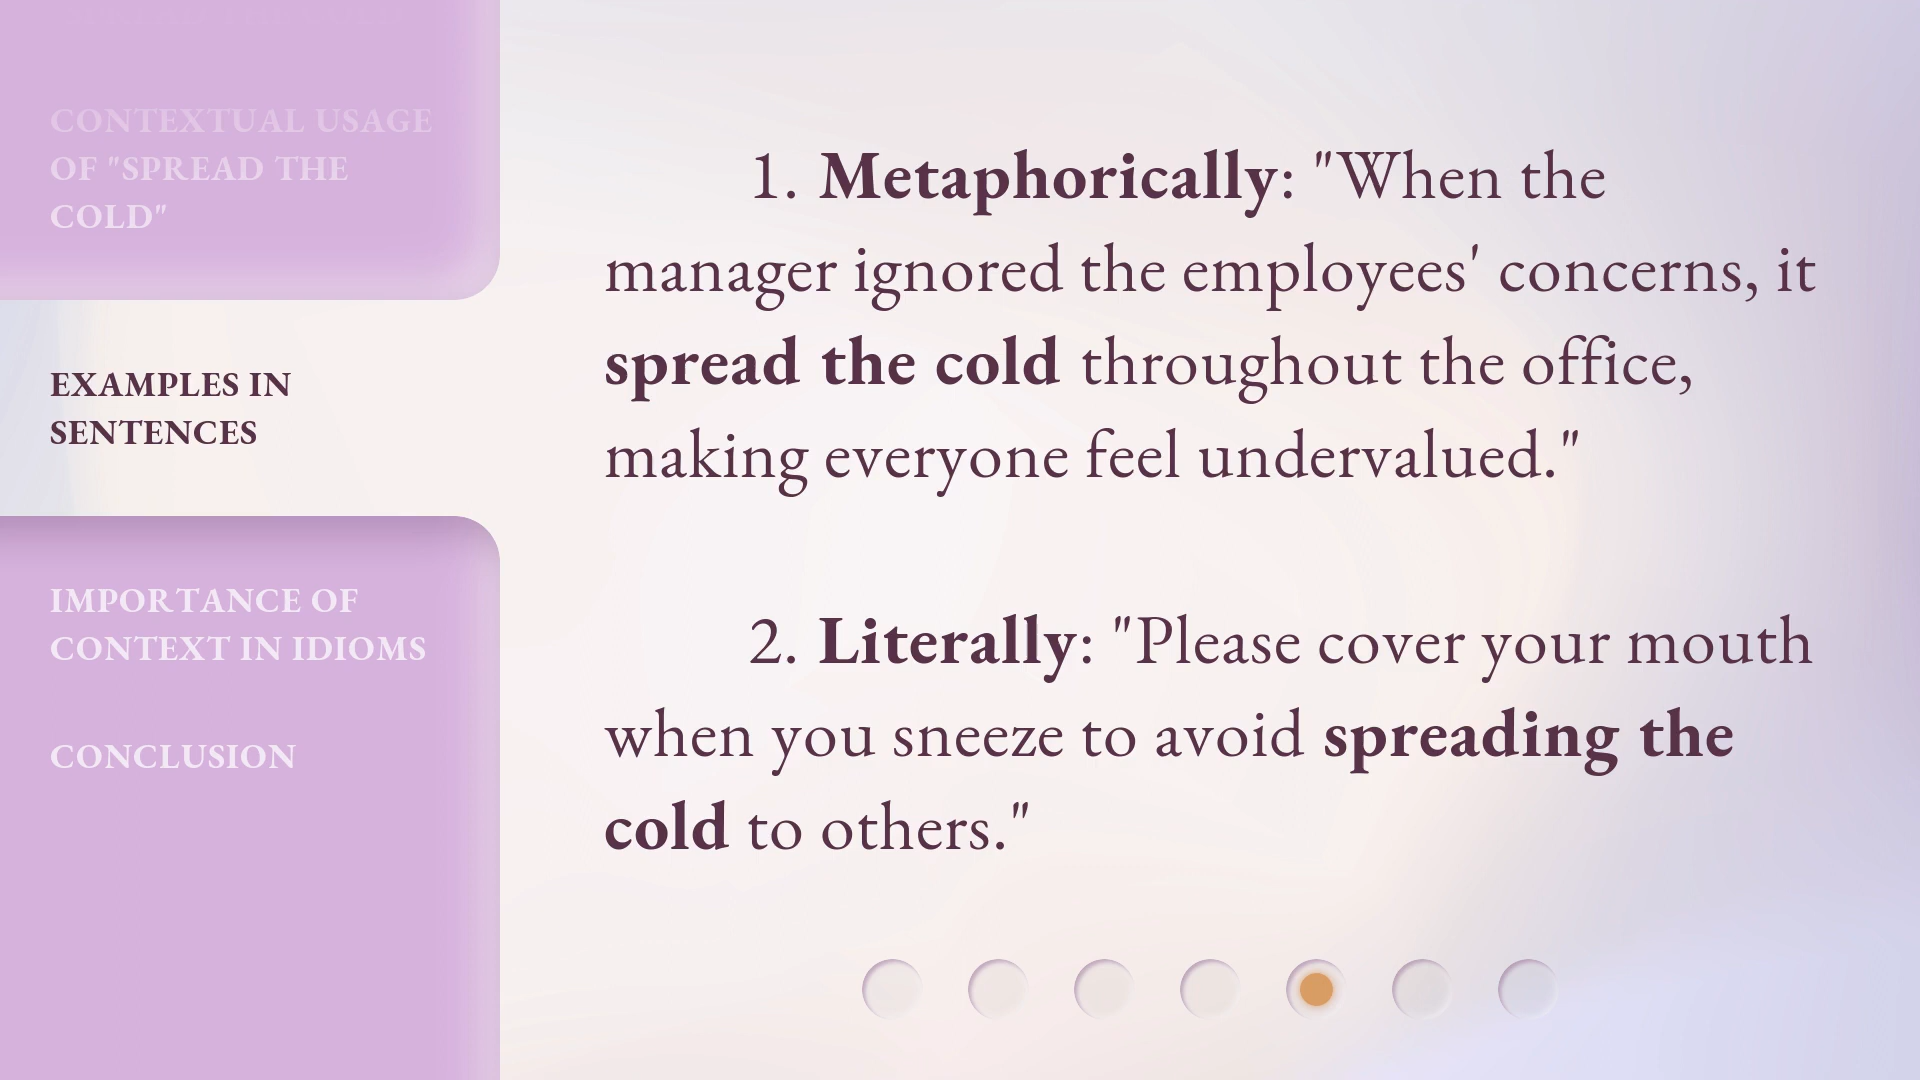 CONTEXTUAL USAGE
OF "SPREAD THE
COLD"
EXAMPLES IN
SENTENCES
IMPORTANCE OF
CONTEXT IN IDIOMS
CONCLUSION
1. Metaphorically: "When the
manager ignored the employees' concerns, it
spread the cold throughout the office,
making everyone feel undervalued."
2. Literally: "Please cover your mouth
when you sneeze to avoid spreading the
cold to others."